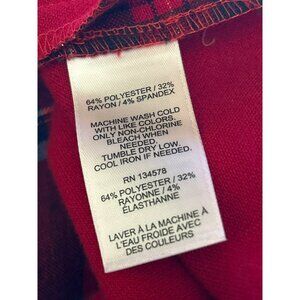 64% POLYESTER / 32%
RAYON / 4% SPANDEX
MACHINE WASH COLD
WITH LIKE COLORS.
ONLY NON-CHLORINE
BLEACH WHEN
NEEDED.
TUMBLE DRY LOW.
COOL IRON IF NEEDED.
RN 134578
64% POLYESTER / 32%
RAYONNE / 4%
ÉLASTHANNE
LAVER À LA MACHINE À
L'EAU FROIDE AVEC
DES COULEURS